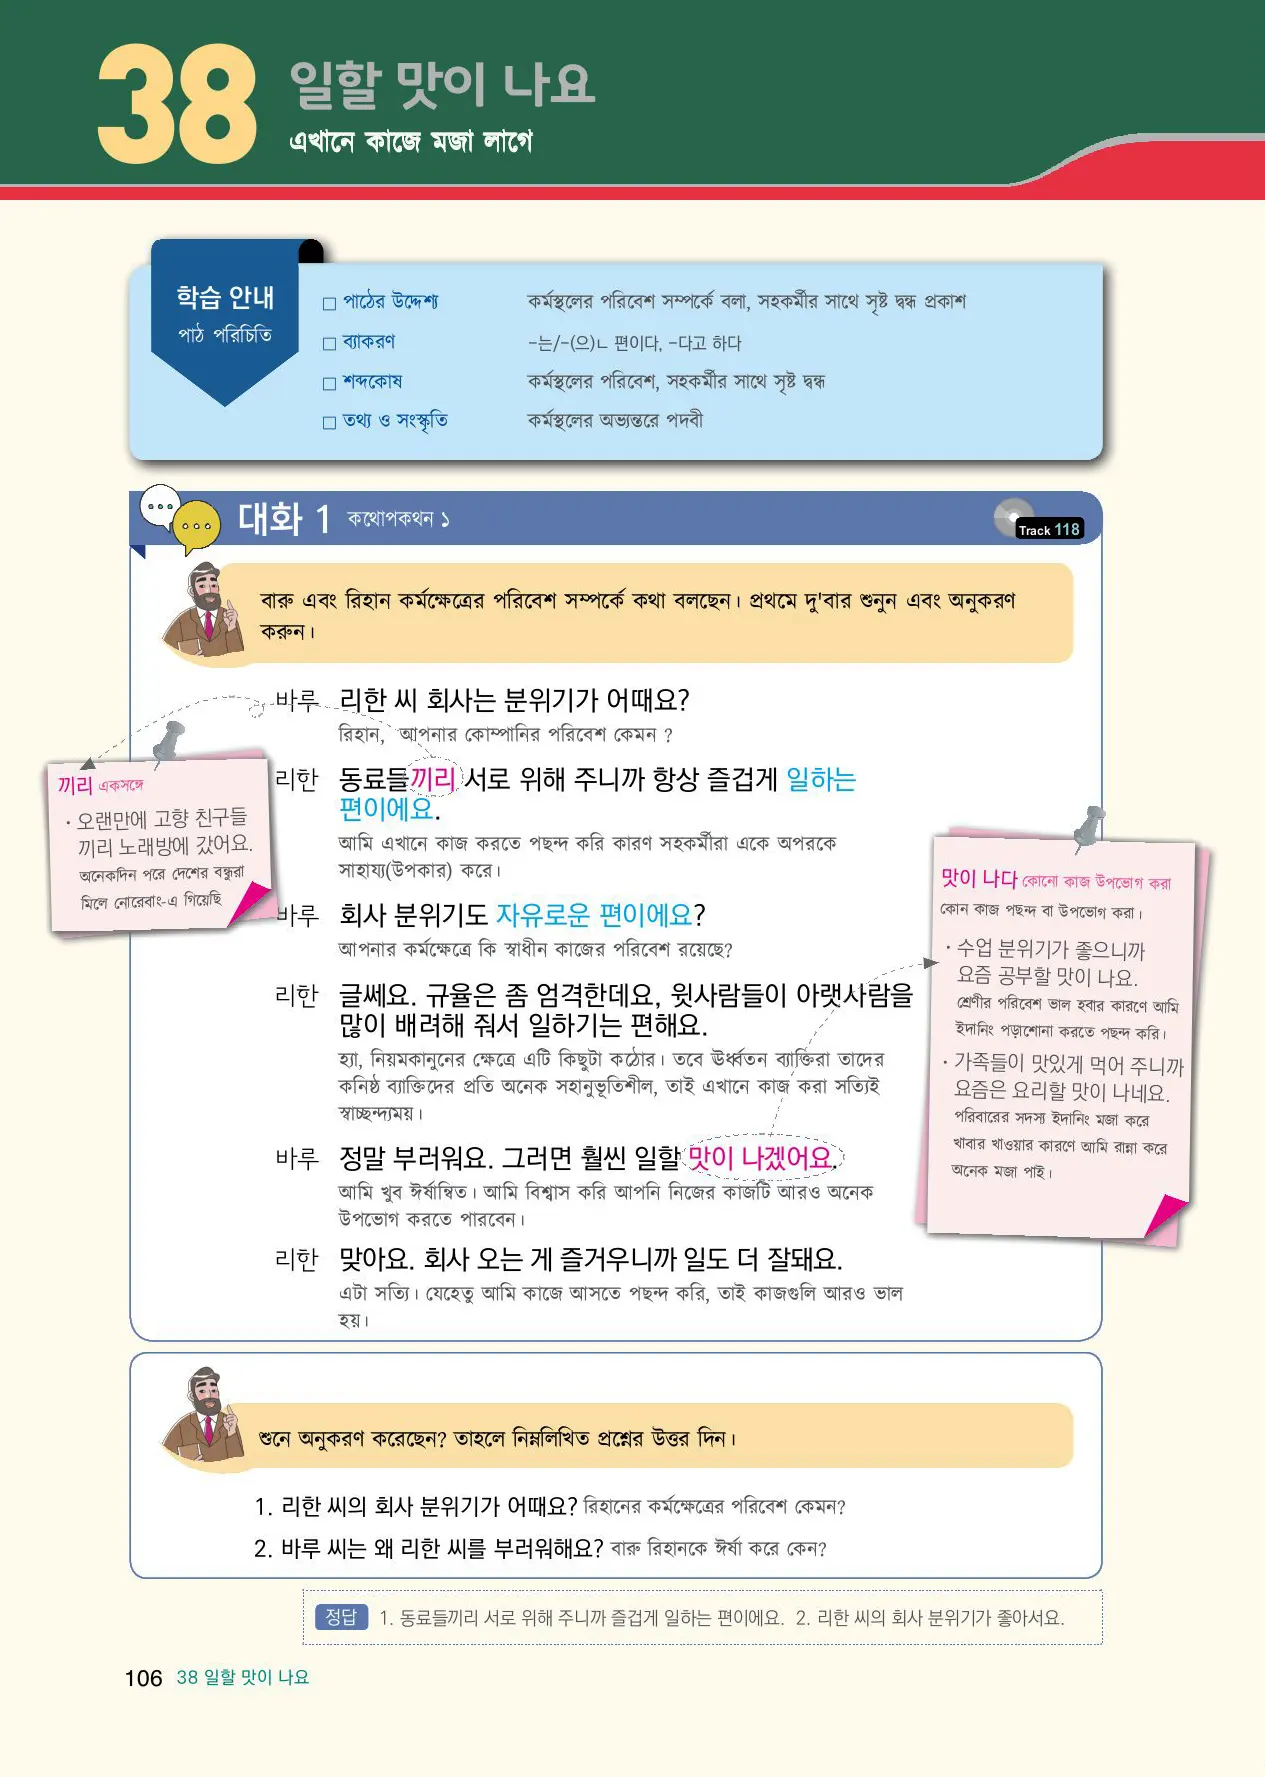 38
일할 맛이 나요
এখানে কাজে মজা লাগে
학습 안내
পাঠ পরিচিতি
□ পাঠের উদ্দেশ্য কর্মস্থলের পরিবেশ সম্পর্কে বলা, সহকর্মীর সাথে সৃষ্ট দ্বন্ধ প্রকাশ
□ ব্যাকরণ -는/-(으)ㄴ 편이다, -다고 하다
□ শব্দকোষ কর্মস্থলের পরিবেশ, সহকর্মীর সাথে সৃষ্ট দ্বন্ধ
□ তথ্য ও সংস্কৃতি কর্মস্থলের অভ্যন্তরে পদবী
대화 1 কথোপকথন ১
Track 118
বারু এবং রিহান কর্মক্ষেত্রের পরিবেশ সম্পর্কে কথা বলছেন। প্রথমে দু'বার শুনুন এবং অনুকরণ
করুন।
바루 리한 씨 회사는 분위기가 어때요?
রিহান, আপনার কোম্পানির পরিবেশ কেমন ?
리한 동료들끼리 서로 위해 주니까 항상 즐겁게 일하는
편이에요.
আমি এখানে কাজ করতে পছন্দ করি কারণ সহকর্মীরা একে অপরকে
সাহায্য(উপকার) করে।
바루 회사 분위기도 자유로운 편이에요?
আপনার কর্মক্ষেত্রে কি স্বাধীন কাজের পরিবেশ রয়েছে?
리한 글쎄요. 규율은 좀 엄격한데요, 윗사람들이 아랫사람을
많이 배려해 줘서 일하기는 편해요.
হ্যা, নিয়মকানুনের ক্ষেত্রে এটি কিছুটা কঠোর। তবে ঊর্ধ্বতন ব্যাক্তিরা তাদের
কনিষ্ঠ ব্যাক্তিদের প্রতি অনেক সহানুভূতিশীল, তাই এখানে কাজ করা সত্যিই
স্বাচ্ছন্দ্যময়।
바루 정말 부러워요. 그러면 훨씬 일할 맛이 나겠어요.
আমি খুব ঈর্ষান্বিত। আমি বিশ্বাস করি আপনি নিজের কাজটি আরও অনেক
উপভোগ করতে পারবেন।
리한 맞아요. 회사 오는 게 즐거우니까 일도 더 잘돼요.
এটা সত্যি। যেহেতু আমি কাজে আসতে পছন্দ করি, তাই কাজগুলি আরও ভাল
হয়।
끼리 একসঙ্গে
· 오랜만에 고향 친구들
끼리 노래방에 갔어요.
অনেকদিন পরে দেশের বন্ধুরা
মিলে নোরেবাং-এ গিয়েছি
맛이 나다 কোনো কাজ উপভোগ করা
কোন কাজ পছন্দ বা উপভোগ করা।
· 수업 분위기가 좋으니까
요즘 공부할 맛이 나요.
শ্রেণীর পরিবেশ ভাল হবার কারণে আমি
ইদানিং পড়াশোনা করতে পছন্দ করি।
· 가족들이 맛있게 먹어 주니까
요즘은 요리할 맛이 나네요.
পরিবারের সদস্য ইদানিং মজা করে
খাবার খাওয়ার কারণে আমি রান্না করে
অনেক মজা পাই।
শুনে অনুকরণ করেছেন? তাহলে নিম্নলিখিত প্রশ্নের উত্তর দিন।
1. 리한 씨의 회사 분위기가 어때요? রিহানের কর্মক্ষেত্রের পরিবেশ কেমন?
2. 바루 씨는 왜 리한 씨를 부러워해요? বারু রিহানকে ঈর্ষা করে কেন?
정답 1. 동료들끼리 서로 위해 주니까 즐겁게 일하는 편이에요. 2. 리한 씨의 회사 분위기가 좋아서요.
106 38 일할 맛이 나요